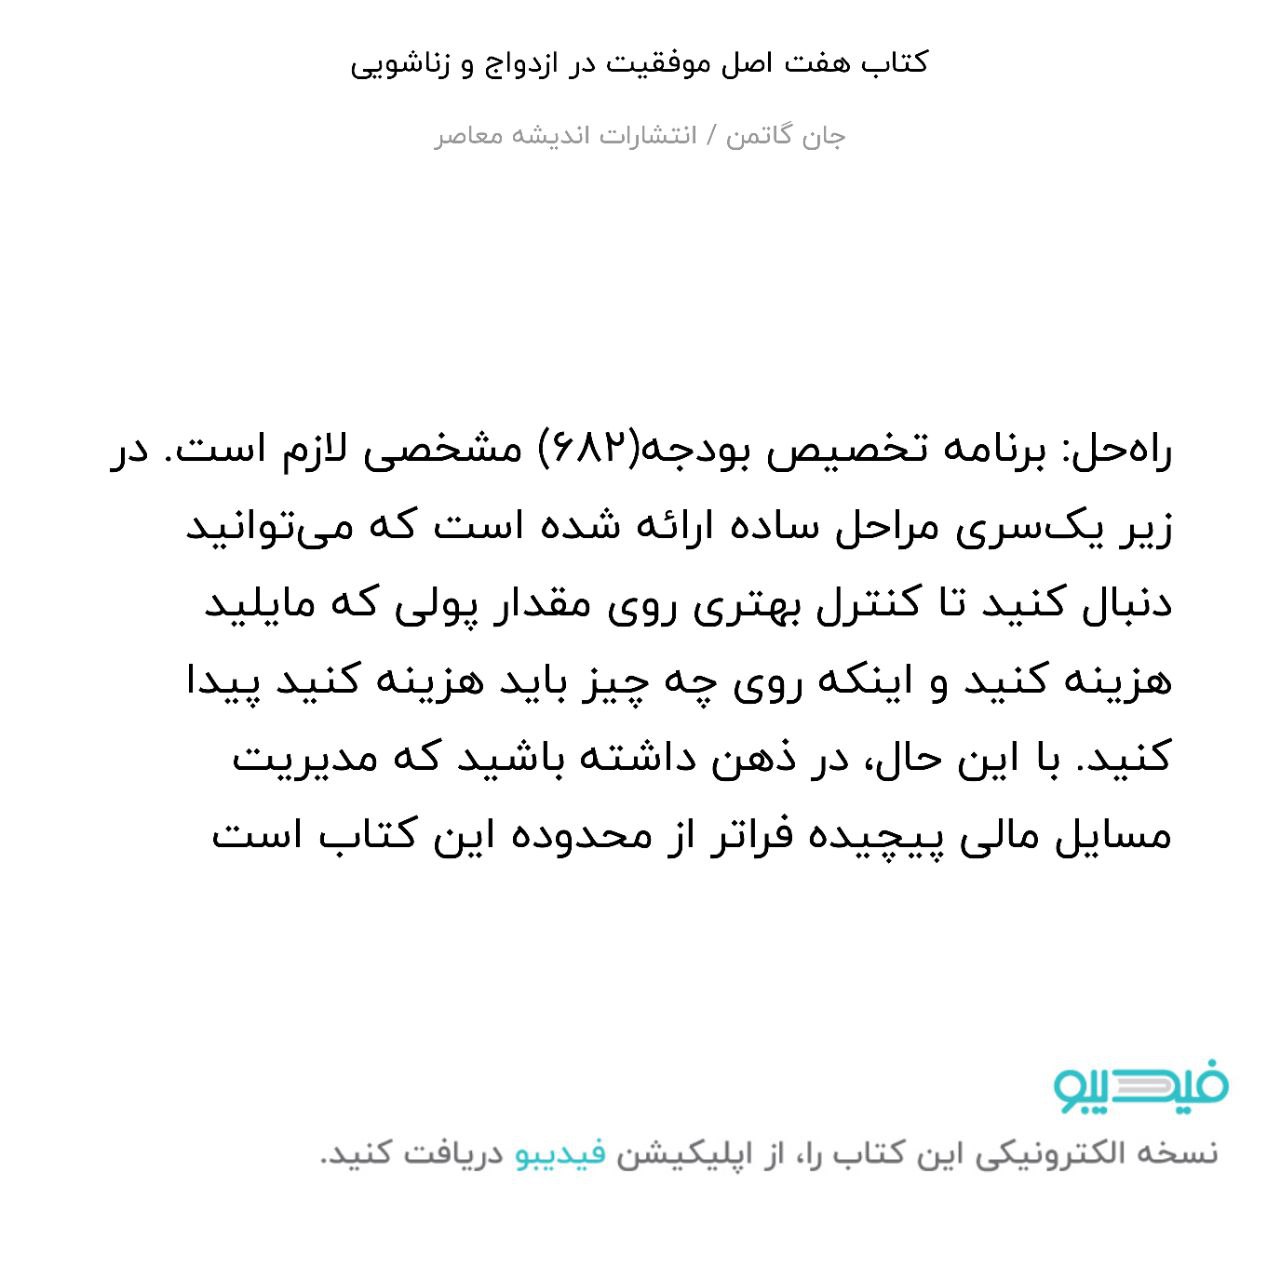 کتاب هفت اصل موفقیت در ازدواج و زناشویی
جان گاتمن / انتشارات اندیشه معاصر
راه‌حل: برنامه تخصیص بودجه(۶۸۲) مشخصی لازم است. در
زیر یک‌سری مراحل ساده ارائه شده است که می‌توانید
دنبال کنید تا کنترل بهتری روی مقدار پولی که مایلید
هزینه کنید و اینکه روی چه چیز باید هزینه کنید پیدا
کنید. با این حال، در ذهن داشته باشید که مدیریت
مسایل مالی پیچیده فراتر از محدوده این کتاب است
فیدیبو
نسخه الکترونیکی این کتاب را، از اپلیکیشن فیدیبو دریافت کنید.